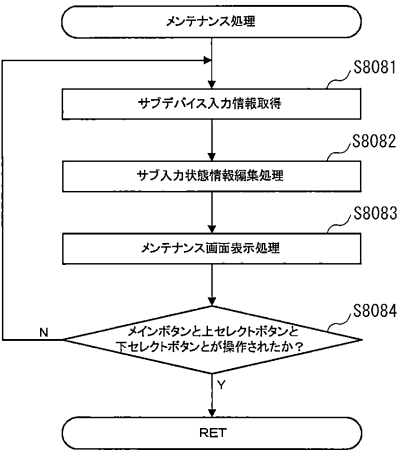 メンテナンス処理
S8081
サブデバイス入力情報取得
S8082
サブ入力状態情報編集処理
S8083
メンテナンス画面表示処理
S8084
メインボタンと上セレクトボタンと
下セレクトボタンとが操作されたか？
N
Y
RET